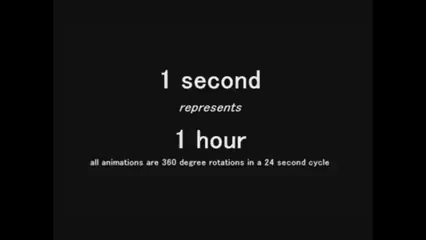 1 second
represents
1 hour
all animations are 360 degree rotations in a 24 second cycle